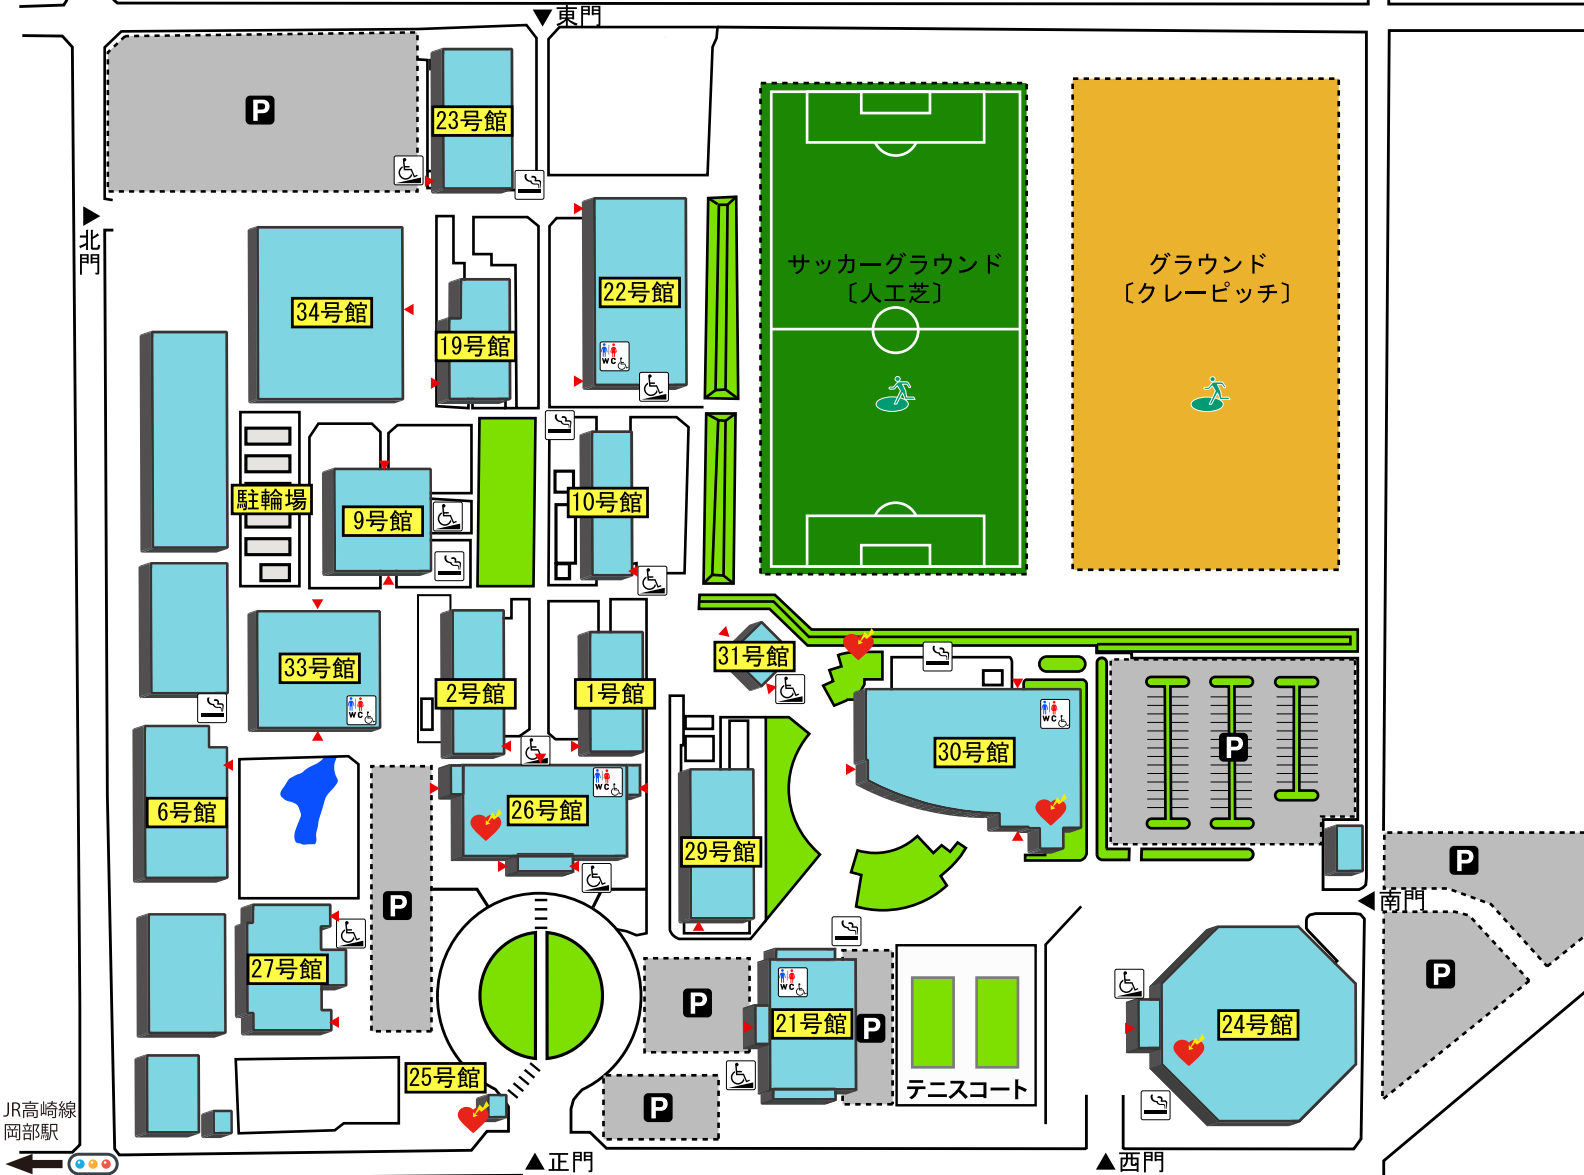 東門
P
23号館
北門
サッカーグラウンド
〔人工芝〕
グラウンド
〔クレーピッチ〕
22号館
34号館
19号館
WC
駐輪場
9号館
10号館
31号館
33号館
WC
2号館
1号館
30号館
WC
P
26号館
WC
6号館
29号館
P
P
南門
27号館
P
P
21号館
WC
P
24号館
25号館
テニスコート
P
JR高崎線
岡部駅
正門
西門